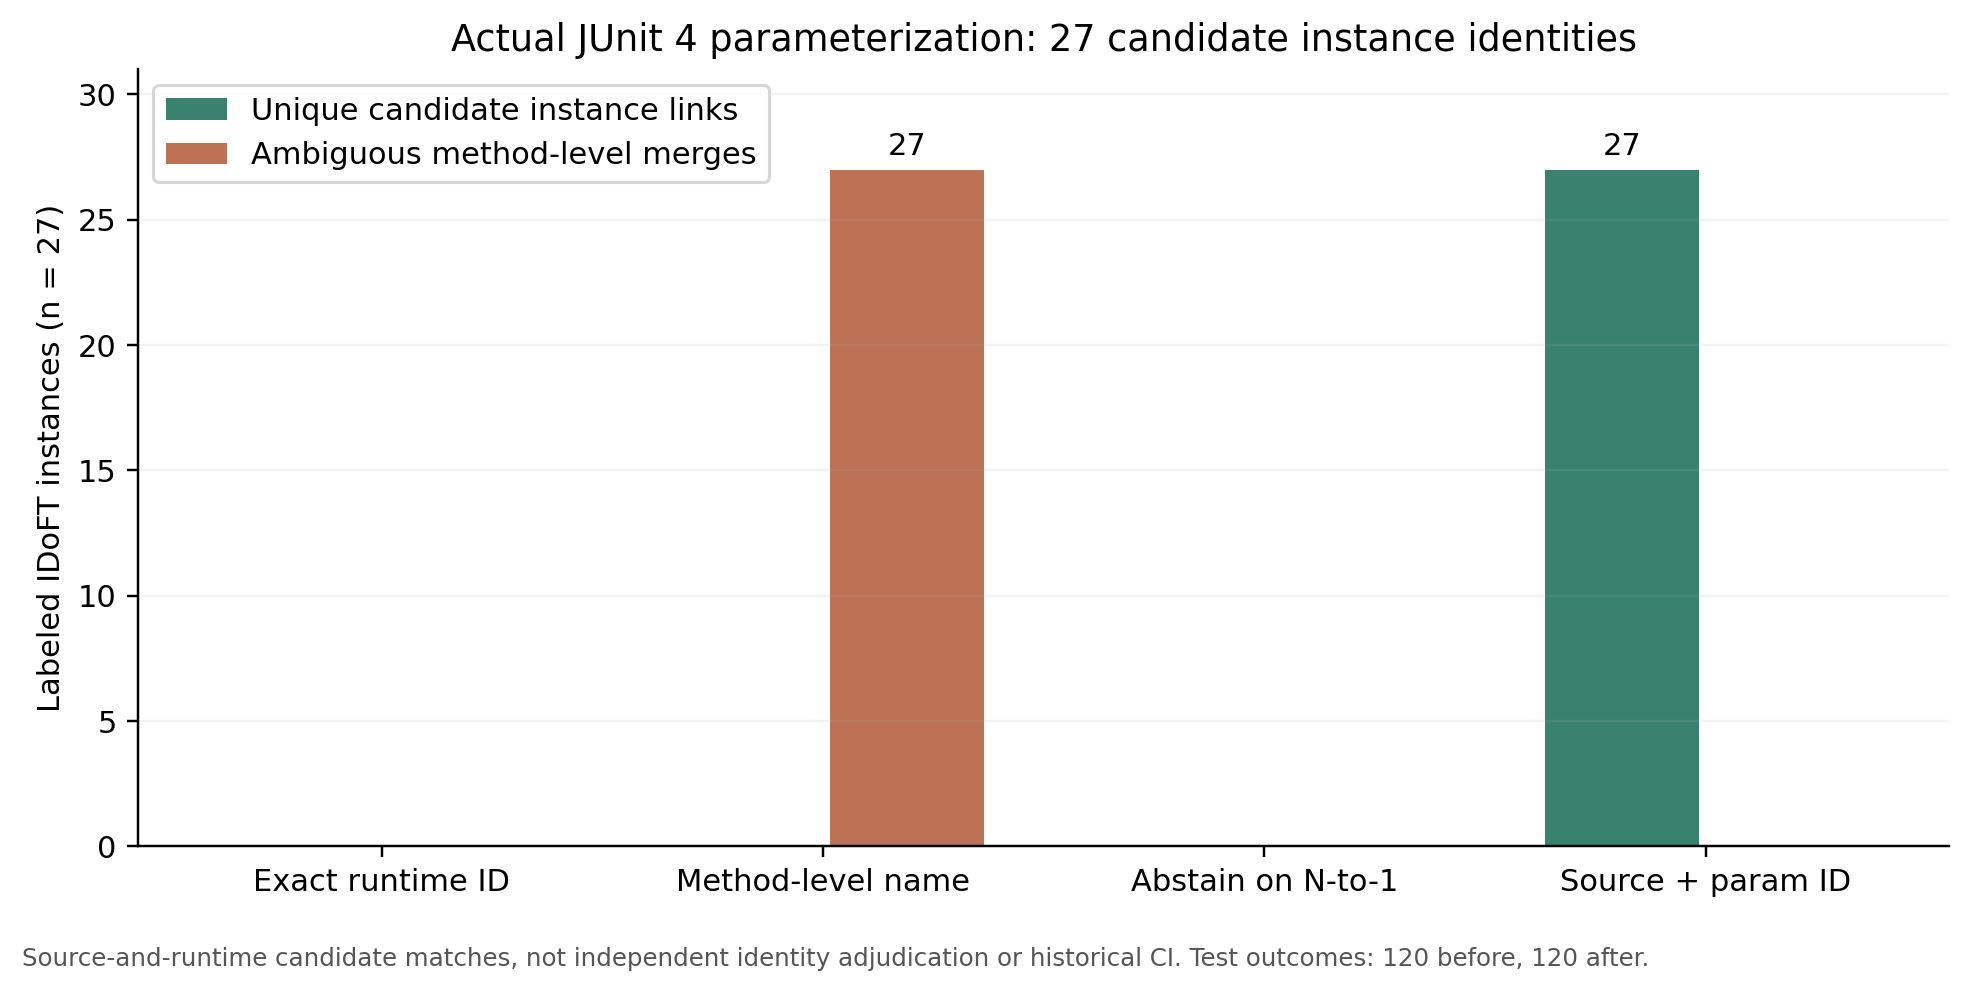 Actual JUnit 4 parameterization: 27 candidate instance identities
Unique candidate instance links
Ambiguous method-level merges
Labeled IDoFT instances (n = 27)
30
25
20
15
10
5
0
27
27
Exact runtime ID
Method-level name
Abstain on N-to-1
Source + param ID
Source-and-runtime candidate matches, not independent identity adjudication or historical CI. Test outcomes: 120 before, 120 after.